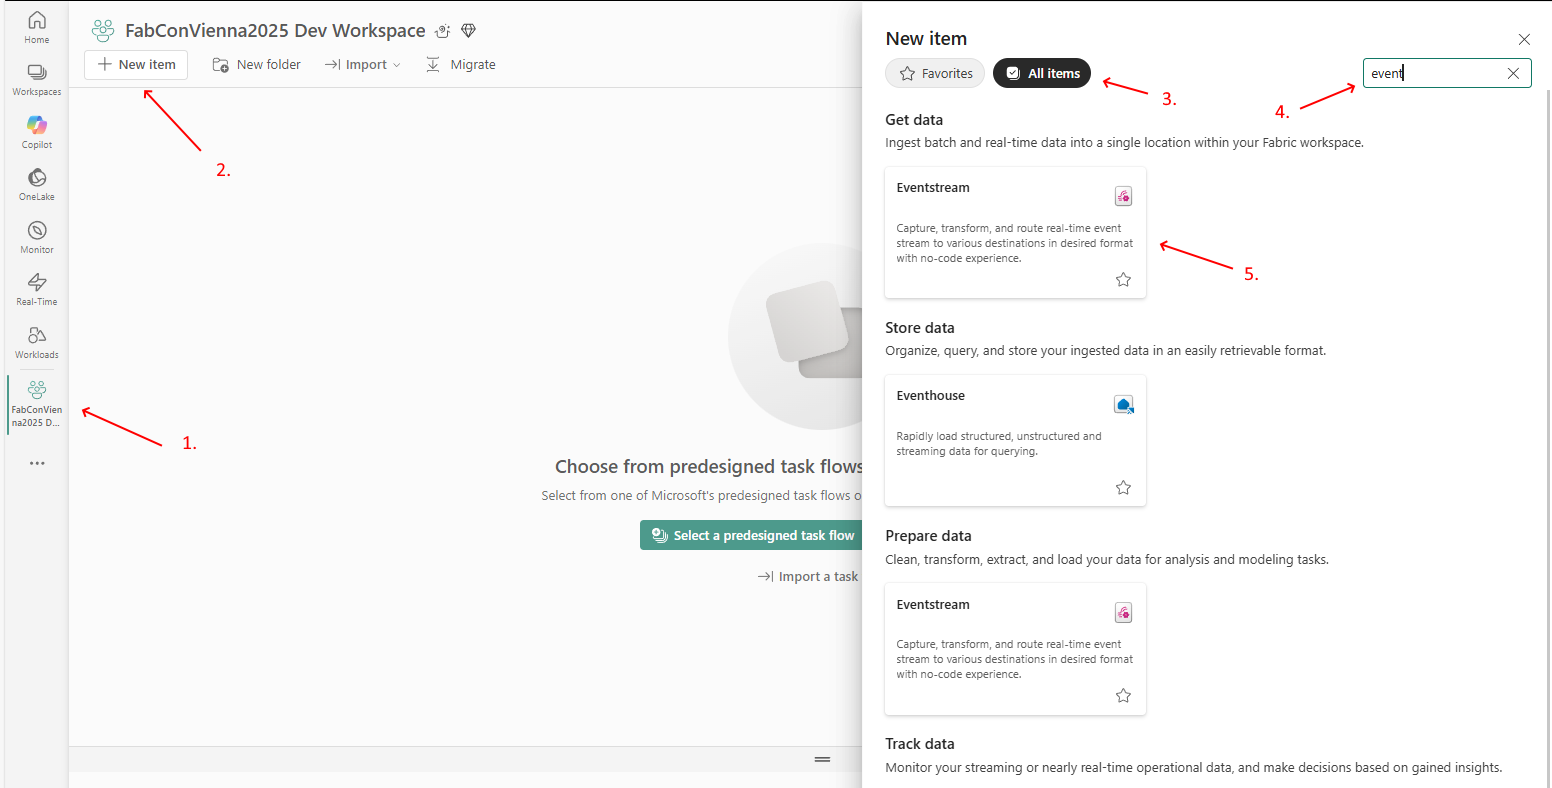 Home
Workspaces
Copilot
OneLake
Monitor
Real-Time
Workloads
FabConVien
na2025 D...
1.
FabConVienna2025 Dev Workspace
New item
New folder
Import
Migrate
2.
Choose from predesigned task flows
Select from one of Microsoft's predesigned task flows o
Select a predesigned task flow
Import a task
New item
Favorites
All items
3.
4.
event
Get data
Ingest batch and real-time data into a single location within your Fabric workspace.
Eventstream
Capture, transform, and route real-time event
stream to various destinations in desired format
with no-code experience.
5.
Store data
Organize, query, and store your ingested data in an easily retrievable format.
Eventhouse
Rapidly load structured, unstructured and
streaming data for querying.
Prepare data
Clean, transform, extract, and load your data for analysis and modeling tasks.
Eventstream
Capture, transform, and route real-time event
stream to various destinations in desired format
with no-code experience.
Track data
Monitor your streaming or nearly real-time operational data, and make decisions based on gained insights.